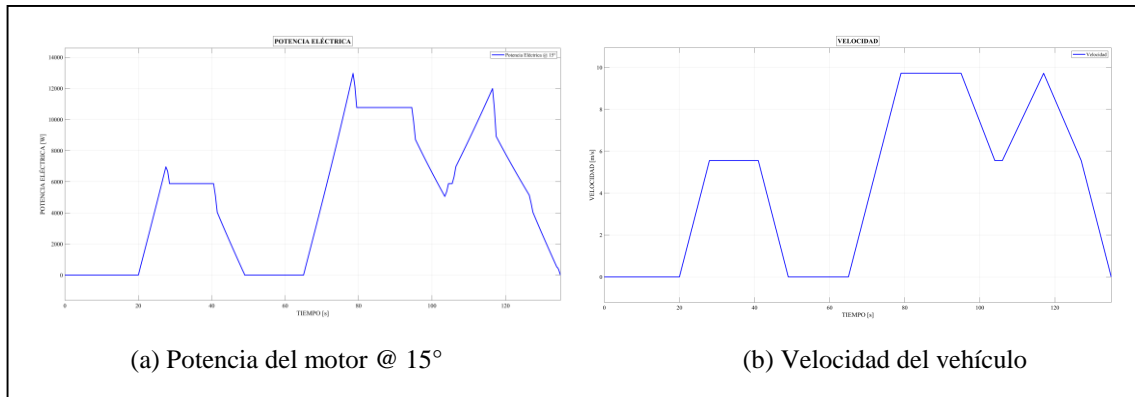 POTENCIA ELÉCTRICA
Potencia Eléctrica @ 15°
14000
12000
10000
8000
6000
4000
2000
0
POTENCIA ELÉCTRICA [W]
0 20 40 60 80 100 120
TIEMPO [s]
VELOCIDAD
Velocidad
10
8
6
4
2
0
VELOCIDAD [m/s]
0 20 40 60 80 100 120
TIEMPO [s]
(a) Potencia del motor @ 15°
(b) Velocidad del vehículo